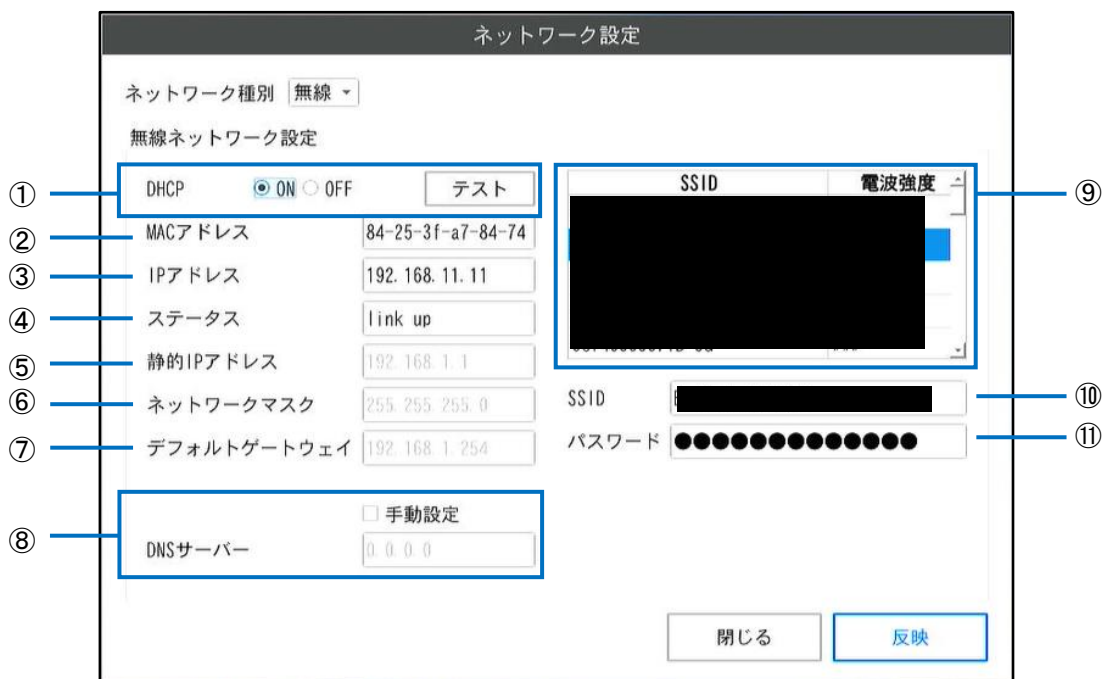 ネットワーク設定
ネットワーク種別 無線
無線ネットワーク設定
① DHCP ON OFF テスト
② MACアドレス 84-25-3f-a7-84-74
③ IPアドレス 192.168.11.11
④ ステータス link up
⑤ 静的IPアドレス 192.168.1.1
⑥ ネットワークマスク 255.255.255.0
⑦ デフォルトゲートウェイ 192.168.1.254
⑧ 手動設定
DNSサーバー 0.0.0.0
SSID 電波強度 ⑨
SSID ⑩
パスワード ●●●●●●●●●●●●● ⑪
閉じる 反映